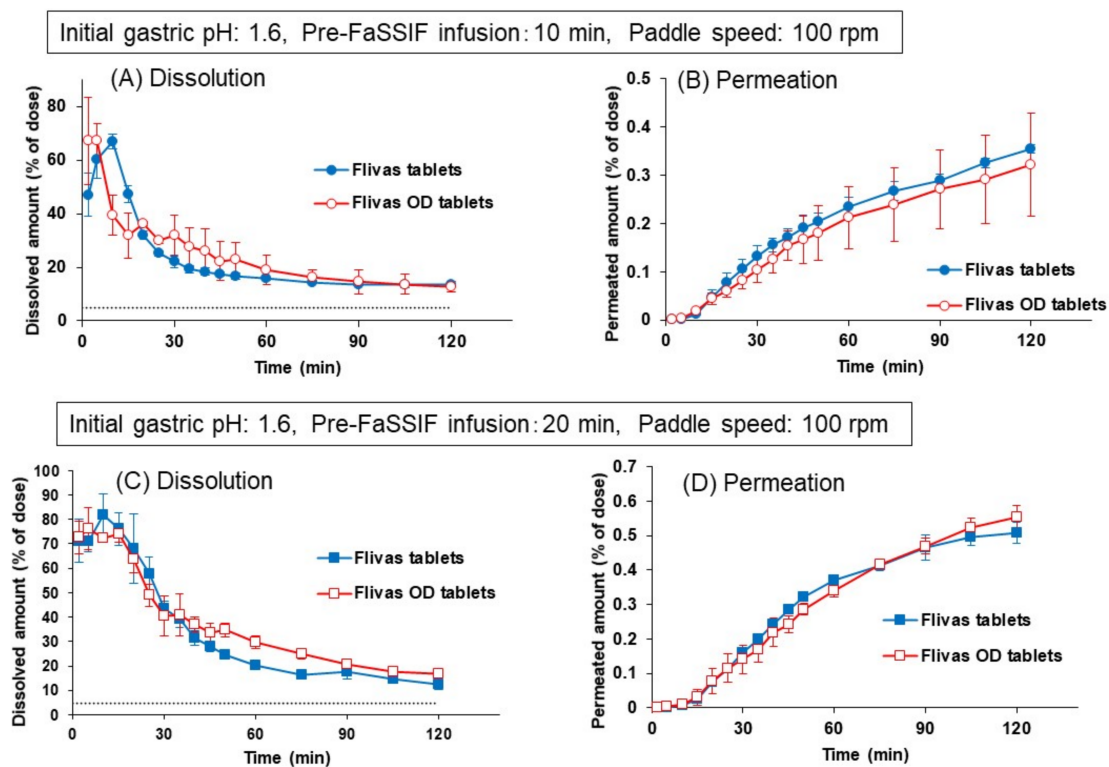 Initial gastric pH: 1.6, Pre-FaSSIF infusion: 10 min, Paddle speed: 100 rpm
(A) Dissolution
Dissolved amount (% of dose)
80
60
40
20
0
Flivas tablets
Flivas OD tablets
0 30 60 90 120
Time (min)
(B) Permeation
Permeated amount (% of dose)
0.5
0.4
0.3
0.2
0.1
0
Flivas tablets
Flivas OD tablets
0 30 60 90 120
Time (min)
Initial gastric pH: 1.6, Pre-FaSSIF infusion: 20 min, Paddle speed: 100 rpm
(C) Dissolution
Dissolved amount (% of dose)
100
90
80
70
60
50
40
30
20
10
0
Flivas tablets
Flivas OD tablets
0 30 60 90 120
Time (min)
(D) Permeation
Permeated amount (% of dose)
0.7
0.6
0.5
0.4
0.3
0.2
0.1
0
Flivas tablets
Flivas OD tablets
0 30 60 90 120
Time (min)